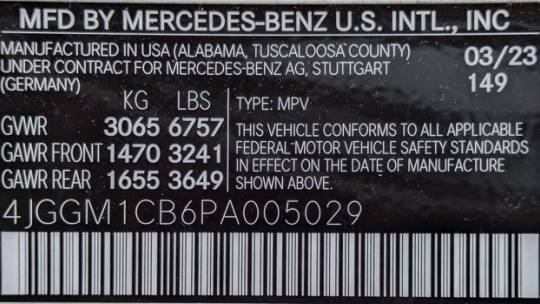 MFD BY MERCEDES-BENZ U.S. INTL., INC
MANUFACTURED IN USA (ALABAMA, TUSCALOOSA COUNTY)
UNDER CONTRACT FOR MERCEDES-BENZ AG, STUTTGART
(GERMANY)
03/23
149
KG LBS
GVWR 3065 6757
GAWR FRONT 1470 3241
GAWR REAR 1655 3649
TYPE: MPV
THIS VEHICLE CONFORMS TO ALL APPLICABLE
FEDERAL MOTOR VEHICLE SAFETY STANDARDS
IN EFFECT ON THE DATE OF MANUFACTURE
SHOWN ABOVE.
4JGGM1CB6PA005029